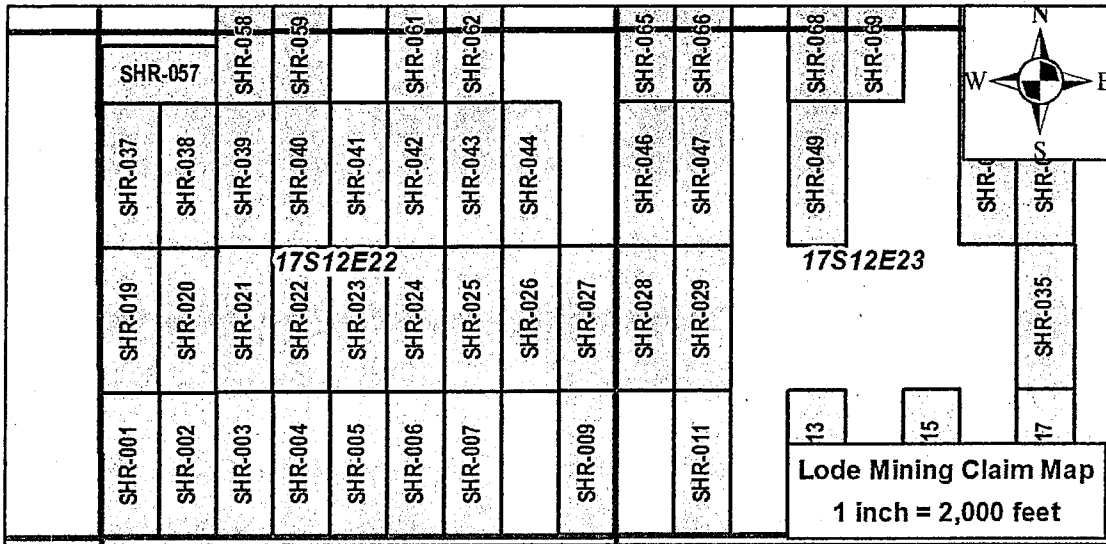 N
W E
S
SHR-058 SHR-059 SHR-061 SHR-062 SHR-065 SHR-066 SHR-068 SHR-069
SHR-057
SHR-037 SHR-038 SHR-039 SHR-040 SHR-041 SHR-042 SHR-043 SHR-044 SHR-046 SHR-047 SHR-049 SHR-0 SHR-0
17S12E22 17S12E23
SHR-019 SHR-020 SHR-021 SHR-022 SHR-023 SHR-024 SHR-025 SHR-026 SHR-027 SHR-028 SHR-029 SHR-035
SHR-001 SHR-002 SHR-003 SHR-004 SHR-005 SHR-006 SHR-007 SHR-009 SHR-011 13 15 17
Lode Mining Claim Map
1 inch = 2,000 feet